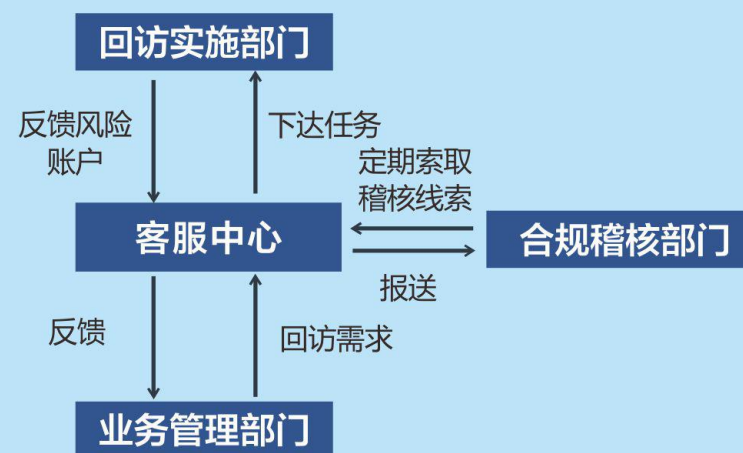 回访实施部门
反馈风险
账户
下达任务
定期索取
稽核线索
客服中心
合规稽核部门
报送
反馈
回访需求
业务管理部门